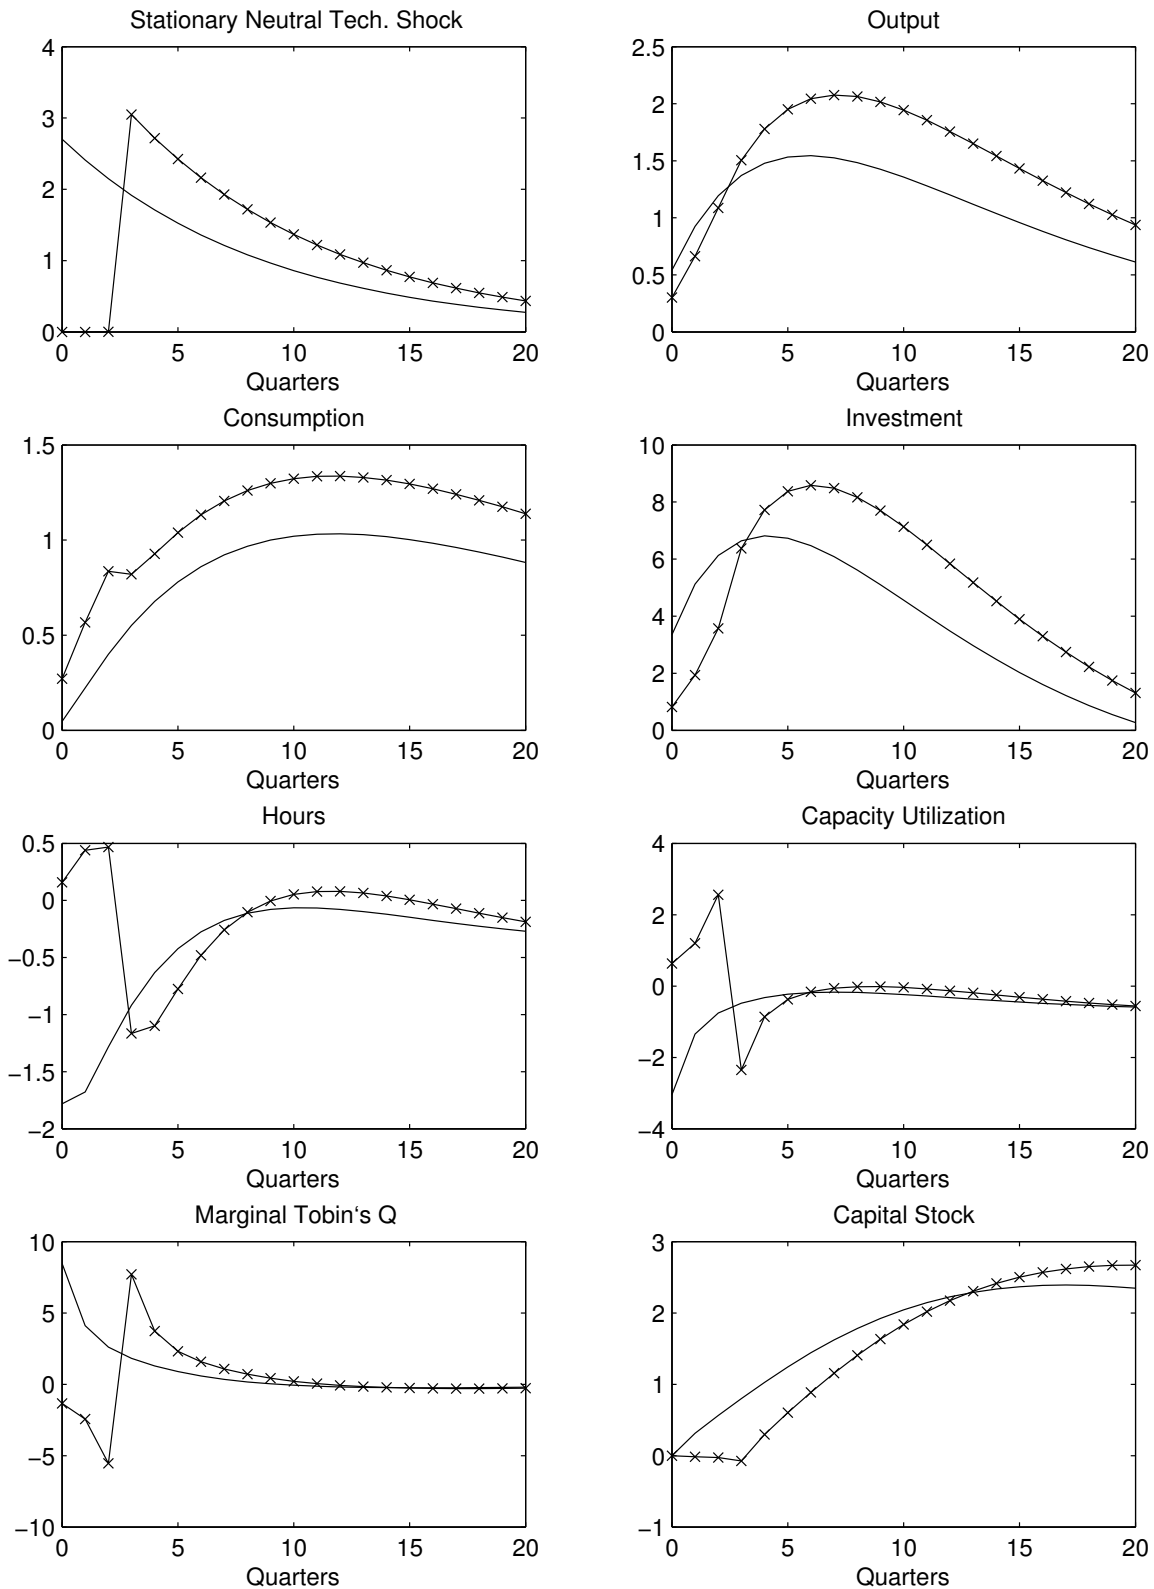 Stationary Neutral Tech. Shock
4
3
2
1
0
0 5 10 15 20
Quarters
Output
2.5
2
1.5
1
0.5
0
0 5 10 15 20
Quarters
Consumption
1.5
1
0.5
0
0 5 10 15 20
Quarters
Investment
10
8
6
4
2
0
0 5 10 15 20
Quarters
Hours
0.5
0
−0.5
−1
−1.5
−2
0 5 10 15 20
Quarters
Capacity Utilization
4
2
0
−2
−4
0 5 10 15 20
Quarters
Marginal Tobin‘s Q
10
5
0
−5
−10
0 5 10 15 20
Quarters
Capital Stock
3
2
1
0
−1
0 5 10 15 20
Quarters